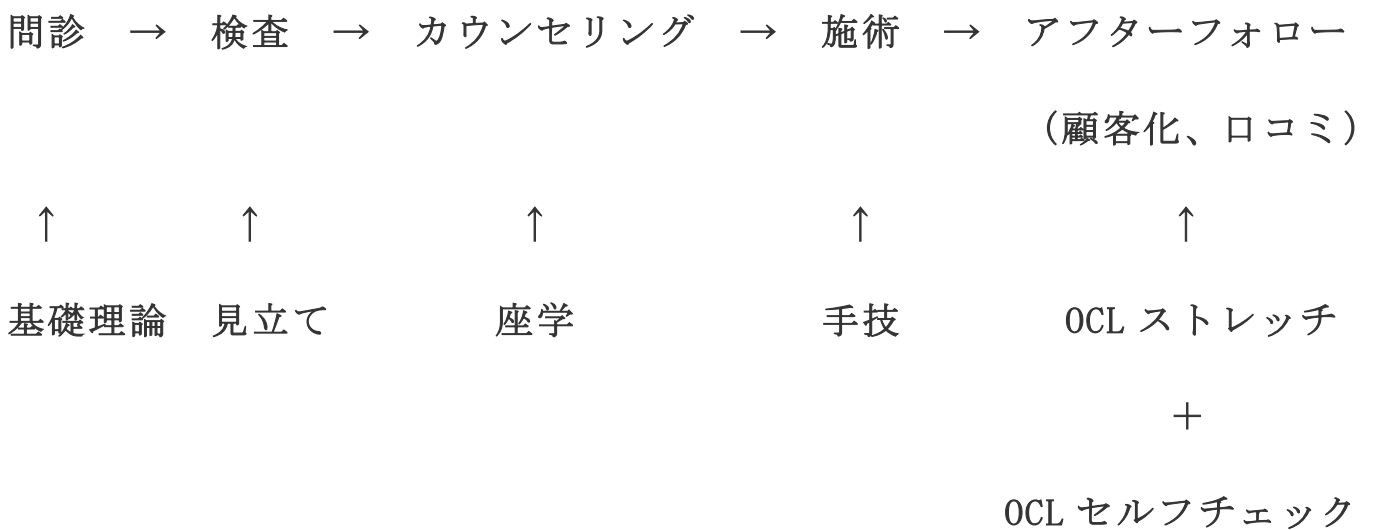 問診 → 検査 → カウンセリング → 施術 → アフターフォロー
（顧客化、口コミ）
↑ ↑ ↑ ↑ ↑
基礎理論 見立て 座学 手技 OCL ストレッチ
＋
OCL セルフチェック